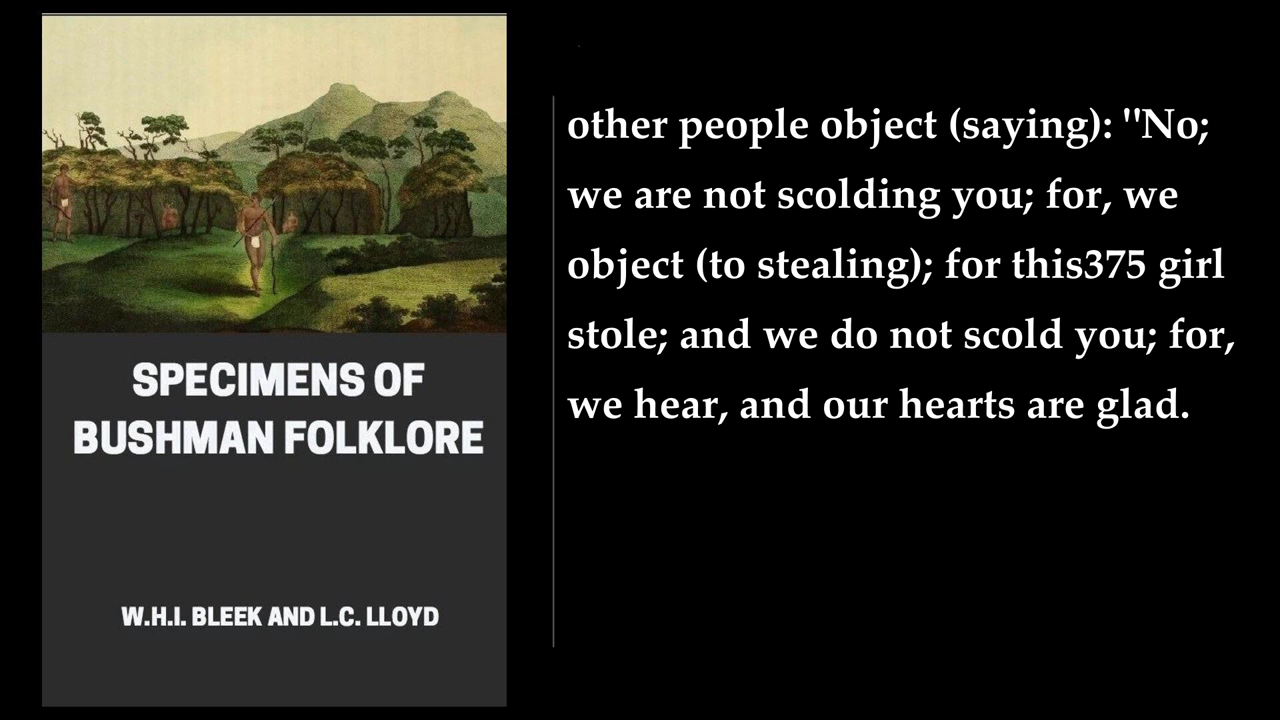 SPECIMENS OF
BUSHMAN FOLKLORE
W.H.I. BLEEK AND L.C. LLOYD
other people object (saying): "No;
we are not scolding you; for, we
object (to stealing); for this375 girl
stole; and we do not scold you; for,
we hear, and our hearts are glad.